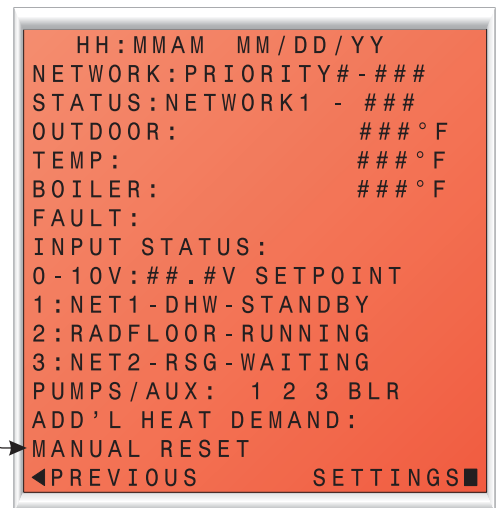 HH:MMAM MM/DD/YY
NETWORK:PRIORITY#-###
STATUS:NETWORK1 - ###
OUTDOOR: ###°F
TEMP: ###°F
BOILER: ###°F
FAULT:
INPUT STATUS:
0-10V:##.#V SETPOINT
1:NET1-DHW-STANDBY
2:RADFLOOR-RUNNING
3:NET2-RSG-WAITING
PUMPS/AUX: 1 2 3 BLR
ADD'L HEAT DEMAND:
MANUAL RESET
◀PREVIOUS SETTINGS■